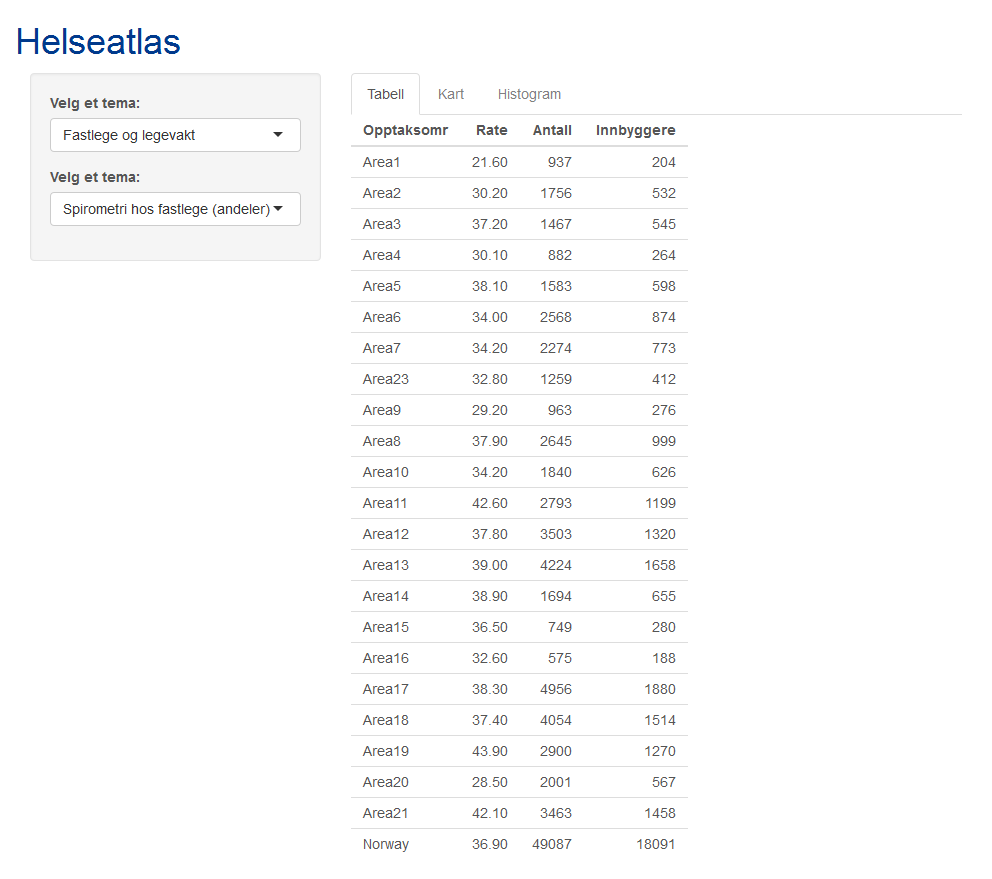 Helseatlas
Velg et tema:
Fastlege og legevakt
Velg et tema:
Spirometri hos fastlege (andeler)
Tabell Kart Histogram
Opptaksomr Rate Antall Innbyggere
Area1 21.60 937 204
Area2 30.20 1756 532
Area3 37.20 1467 545
Area4 30.10 882 264
Area5 38.10 1583 598
Area6 34.00 2568 874
Area7 34.20 2274 773
Area23 32.80 1259 412
Area9 29.20 963 276
Area8 37.90 2645 999
Area10 34.20 1840 626
Area11 42.60 2793 1199
Area12 37.80 3503 1320
Area13 39.00 4224 1658
Area14 38.90 1694 655
Area15 36.50 749 280
Area16 32.60 575 188
Area17 38.30 4956 1880
Area18 37.40 4054 1514
Area19 43.90 2900 1270
Area20 28.50 2001 567
Area21 42.10 3463 1458
Norway 36.90 49087 18091